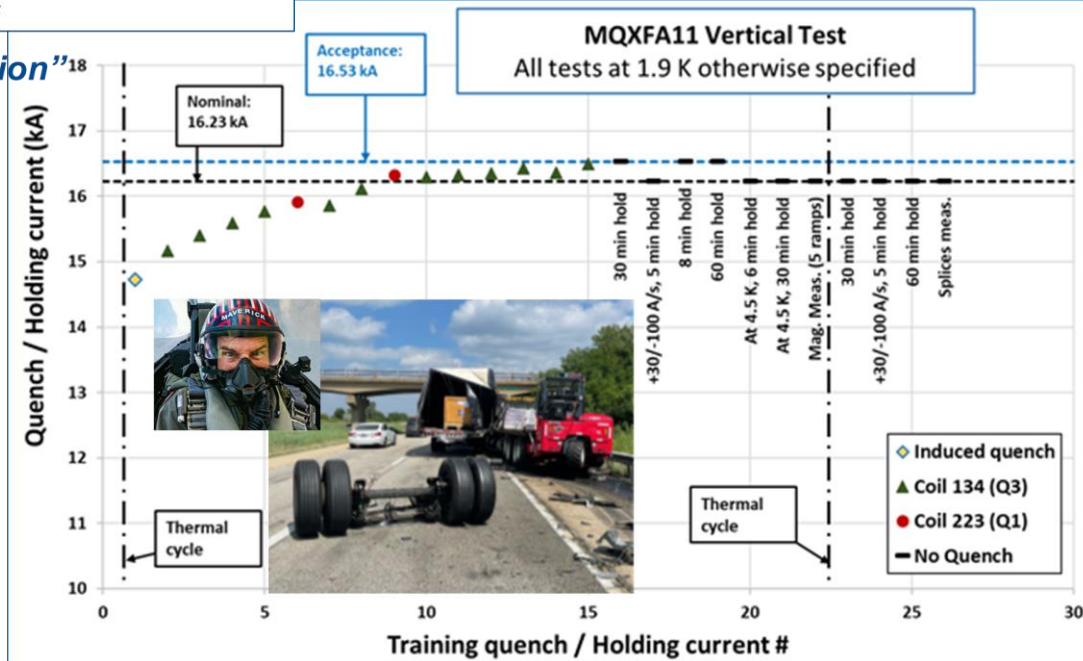 ion”
MQXFA11 Vertical Test
All tests at 1.9 K otherwise specified
Acceptance:
16.53 kA
Nominal:
16.23 kA
Quench / Holding current (kA)
18
17
16
15
14
13
12
11
10
0
5
10
15
20
25
30
Training quench / Holding current #
30 min hold
+30/-100 A/s, 5 min hold
8 min hold
60 min hold
At 4.5 K, 6 min hold
At 4.5 K, 30 min hold
Mag. Meas. (5 ramps)
30 min hold
+30/-100 A/s, 5 min hold
60 min hold
Splices meas.
MAVERICK
Thermal
cycle
Thermal
cycle
Induced quench
Coil 134 (Q3)
Coil 223 (Q1)
No Quench